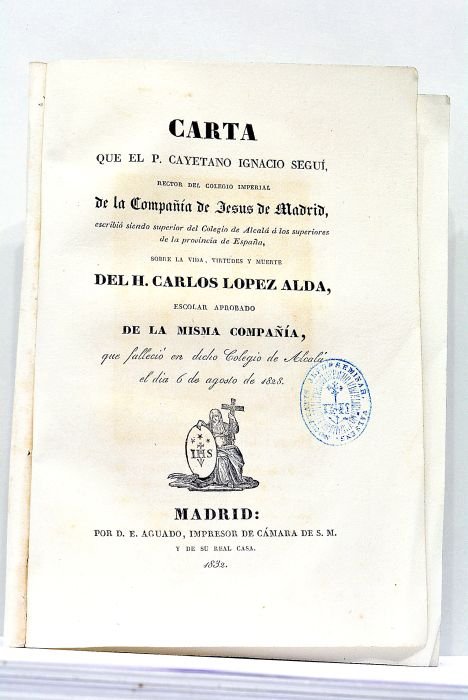 CARTA
QUE EL P. CAYETANO IGNACIO SEGUÍ,
RECTOR DEL COLEGIO IMPERIAL
de la Compañía de Jesus de Madrid,
escribió siendo superior del Colegio de Alcalá á los superiores
de la provincia de España,
SOBRE LA VIDA, VIRTUDES Y MUERTE
DEL H. CARLOS LOPEZ ALDA,
ESCOLAR APROBADO
DE LA MISMA COMPAÑÍA,
que falleció en dicho Colegio de Alcalá
el dia 6 de agosto de 1828.
IHS
MADRID:
POR D. E. AGUADO, IMPRESOR DE CÁMARA DE S. M.
Y DE SU REAL CASA.
1832.